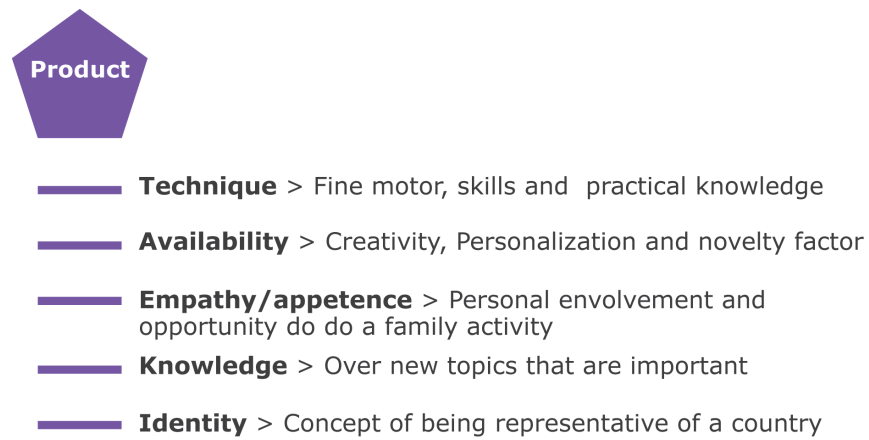 Product
Technique > Fine motor, skills and practical knowledge
Availability > Creativity, Personalization and novelty factor
Empathy/appetence > Personal envolvement and
opportunity do do a family activity
Knowledge > Over new topics that are important
Identity > Concept of being representative of a country